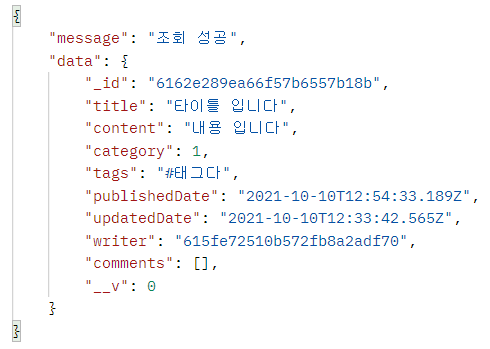 {
"message": "조회 성공",
"data": {
"_id": "6162e289ea66f57b6557b18b",
"title": "타이틀 입니다",
"content": "내용 입니다",
"category": 1,
"tags": "#태그다",
"publishedDate": "2021-10-10T12:54:33.189Z",
"updatedDate": "2021-10-10T12:33:42.565Z",
"writer": "615fe72510b572fb8a2adf70",
"comments": [],
"__v": 0
}
}